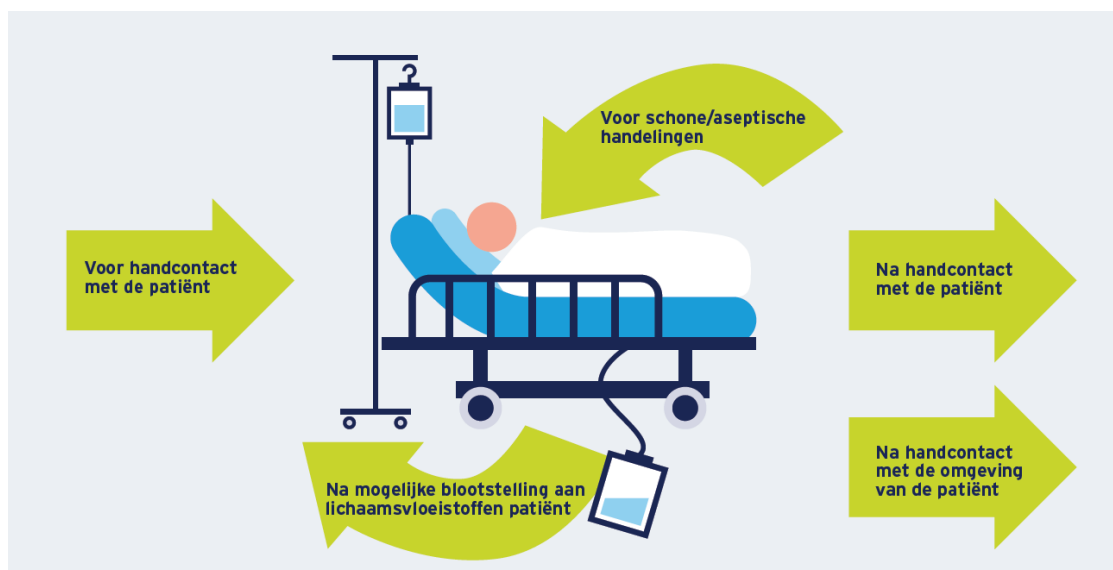 Voor schone/aseptische
handelingen
Voor handcontact
met de patiënt
Na handcontact
met de patiënt
Na handcontact
met de omgeving
van de patiënt
Na mogelijke blootstelling aan
lichaamsvloeistoffen patiënt